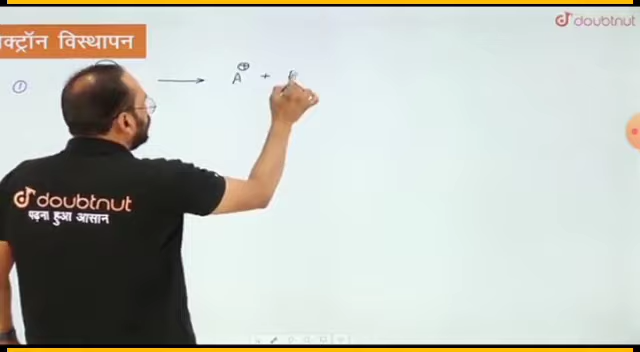 doubtnut
क्ट्रॉन विस्थापन
① ⟶ A⊕ +
doubtnut
पढ़ना हुआ आसान